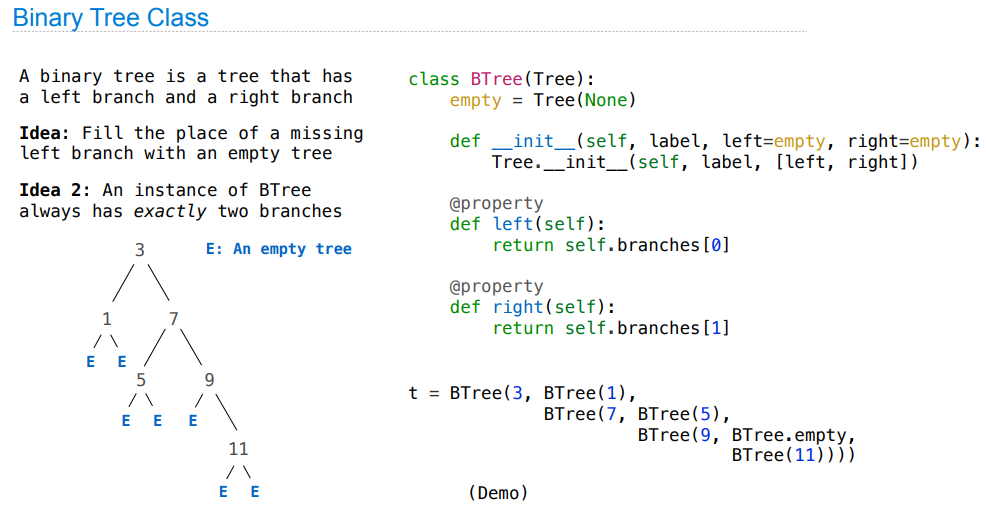 Binary Tree Class
A binary tree is a tree that has
a left branch and a right branch
Idea: Fill the place of a missing
left branch with an empty tree
Idea 2: An instance of BTree
always has exactly two branches
E: An empty tree
3
1 7
E E
5 9
E E E
11
E E
class BTree(Tree):
    empty = Tree(None)
    def __init__(self, label, left=empty, right=empty):
        Tree.__init__(self, label, [left, right])
    @property
    def left(self):
        return self.branches[0]
    @property
    def right(self):
        return self.branches[1]
t = BTree(3, BTree(1),
             BTree(7, BTree(5),
                      BTree(9, BTree.empty,
                               BTree(11))))
(Demo)